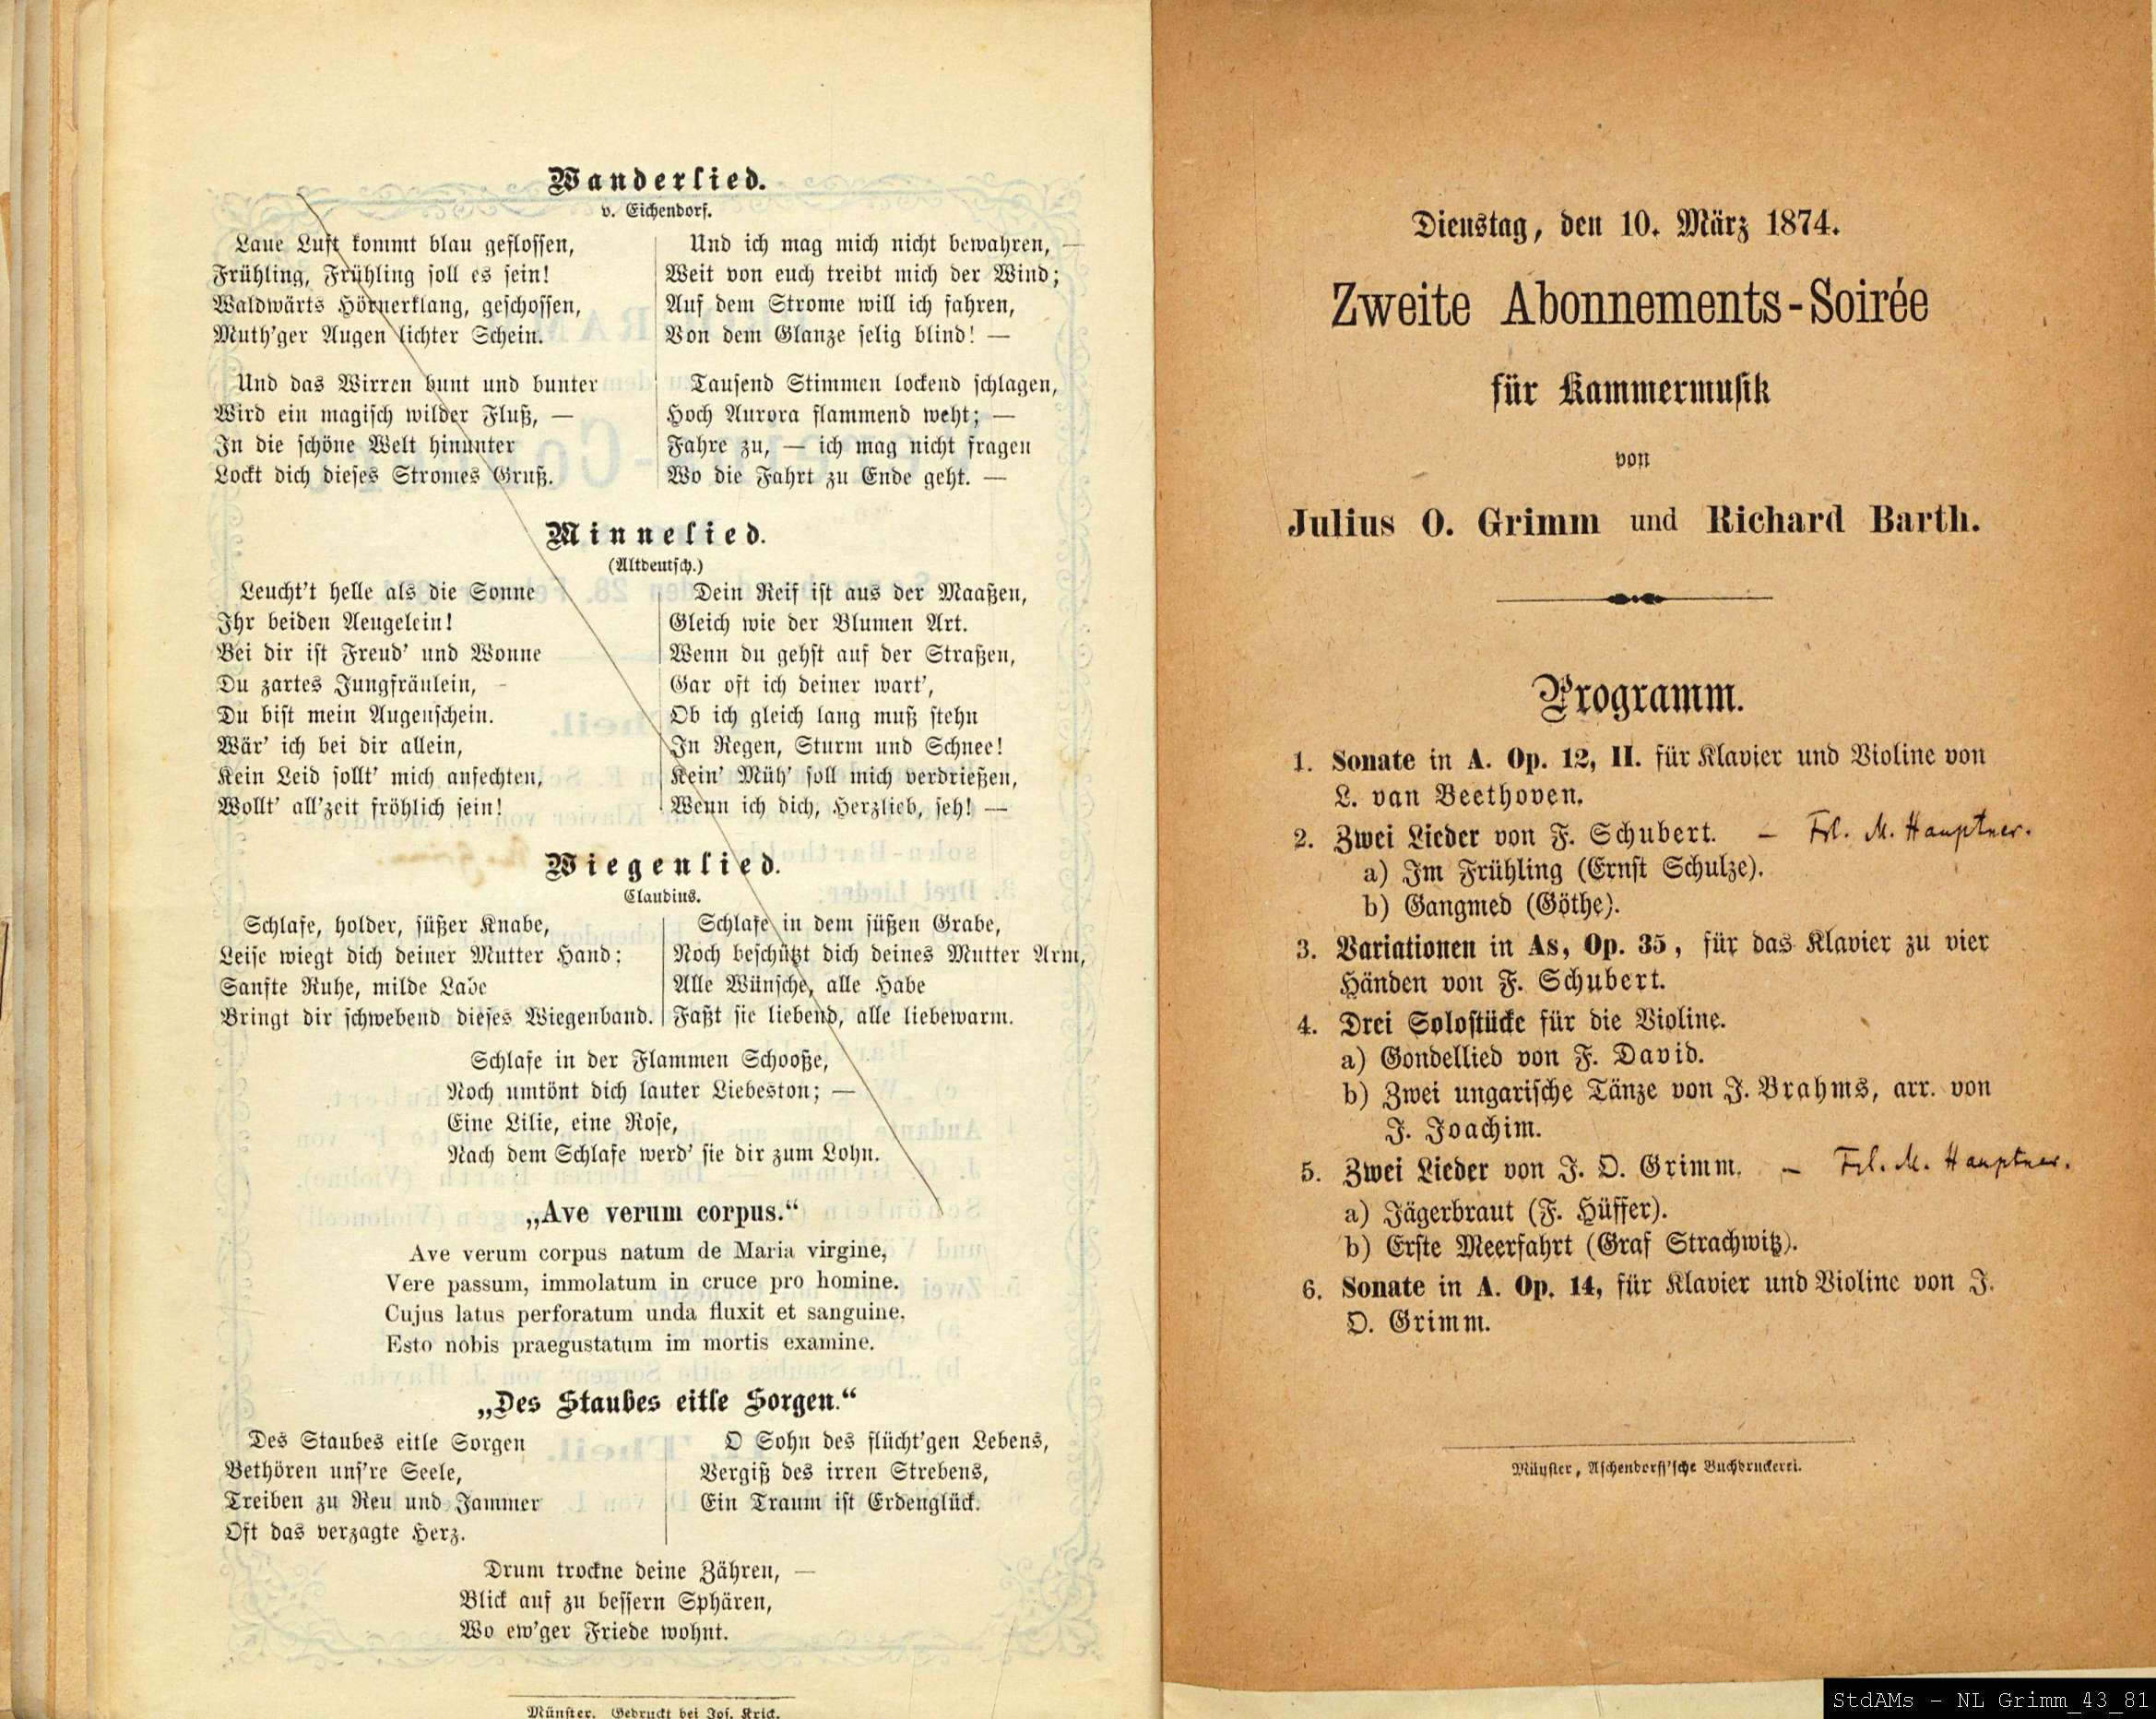 Wanderlied.
v. Eichendorf.
Laue Luft kommt blau geflossen,
Frühling, Frühling soll es sein!
Waldwärts Hörnerklang, geschossen,
Muth'ger Augen lichter Schein.
Und das Wirren bunt und bunter
Wird ein magisch wilder Fluß, —
In die schöne Welt hinunter
Lockt dich dieses Stromes Gruß.
Und ich mag mich nicht bewahren, —
Weit von euch treibt mich der Wind;
Auf dem Strome will ich fahren,
Von dem Glanze selig blind! —
Tausend Stimmen lockend schlagen,
Hoch Aurora flammend weht; —
Fahre zu, — ich mag nicht fragen
Wo die Fahrt zu Ende geht. —
Minnelied.
(Altdeutsch.)
Leucht't helle als die Sonne
Ihr beiden Aeugelein!
Bei dir ist Freud' und Wonne
Du zartes Jungfräulein,
Du bist mein Augenschein.
Wär' ich bei dir allein,
Kein Leid sollt' mich anfechten,
Wollt' all'zeit fröhlich sein!
Dein Reif ist aus der Maaßen,
Gleich wie der Blumen Art.
Wenn du gehst auf der Straßen,
Gar oft ich deiner wart',
Ob ich gleich lang muß stehn
In Regen, Sturm und Schnee!
Kein' Müh' soll mich verdrießen,
Wenn ich dich, Herzlieb, seh! —
Wiegenlied.
Claudius.
Schlafe, holder, süßer Knabe,
Leise wiegt dich deiner Mutter Hand;
Sanfte Ruhe, milde Labe
Bringt dir schwebend dieses Wiegenband.
Schlafe in dem süßen Grabe,
Noch beschützt dich deines Mutter Arm,
Alle Wünsche, alle Habe
Faßt sie liebend, alle liebewarm.
Schlafe in der Flammen Schooße,
Noch umtönt dich lauter Liebeston; —
Eine Lilie, eine Rose,
Nach dem Schlafe werd' sie dir zum Lohn.
„Ave verum corpus."
Ave verum corpus natum de Maria virgine,
Vere passum, immolatum in cruce pro homine.
Cujus latus perforatum unda fluxit et sanguine,
Esto nobis praegustatum im mortis examine.
„Des Staubes eitle Sorgen."
Des Staubes eitle Sorgen
Bethören uns're Seele,
Treiben zu Reu und Jammer
Oft das verzagte Herz.
O Sohn des flücht'gen Lebens,
Vergiß des irren Strebens,
Ein Traum ist Erdenglück.
Drum trockne deine Zähren, —
Blick auf zu bessern Sphären,
Wo ew'ger Friede wohnt.
Münster. Gedruckt bei Jos. Krick.
Dienstag, den 10. März 1874.
Zweite Abonnements-Soirée
für Kammermusik
von
Julius O. Grimm und Richard Barth.
Programm.
1. Sonate in A. Op. 12, II. für Klavier und Violine von
L. van Beethoven.
2. Zwei Lieder von F. Schubert. — Frl. M. Hauptner.
a) Im Frühling (Ernst Schulze).
b) Gangmed (Göthe).
3. Variationen in As, Op. 35, für das Klavier zu vier
Händen von F. Schubert.
4. Drei Solostücke für die Violine.
a) Gondellied von F. David.
b) Zwei ungarische Tänze von J. Brahms, arr. von
J. Joachim.
5. Zwei Lieder von J. O. Grimm. — Frl. M. Hauptner.
a) Jägerbraut (F. Hüffer).
b) Erste Meerfahrt (Graf Strachwitz).
6. Sonate in A. Op. 14, für Klavier und Violine von J.
O. Grimm.
Münster, Aschendorff'sche Buchdruckerei.
StdAMs - NL Grimm_43_81